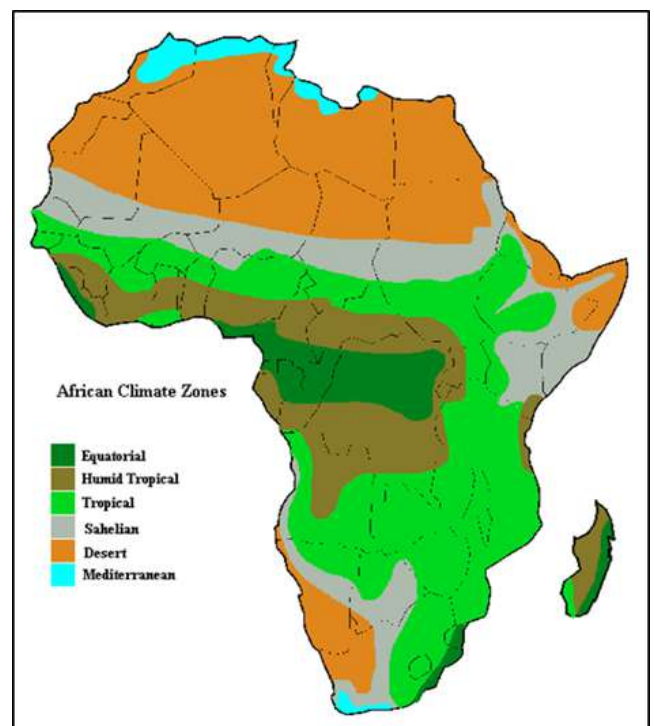 African Climate Zones
Equatorial
Humid Tropical
Tropical
Sahelian
Desert
Mediterranean